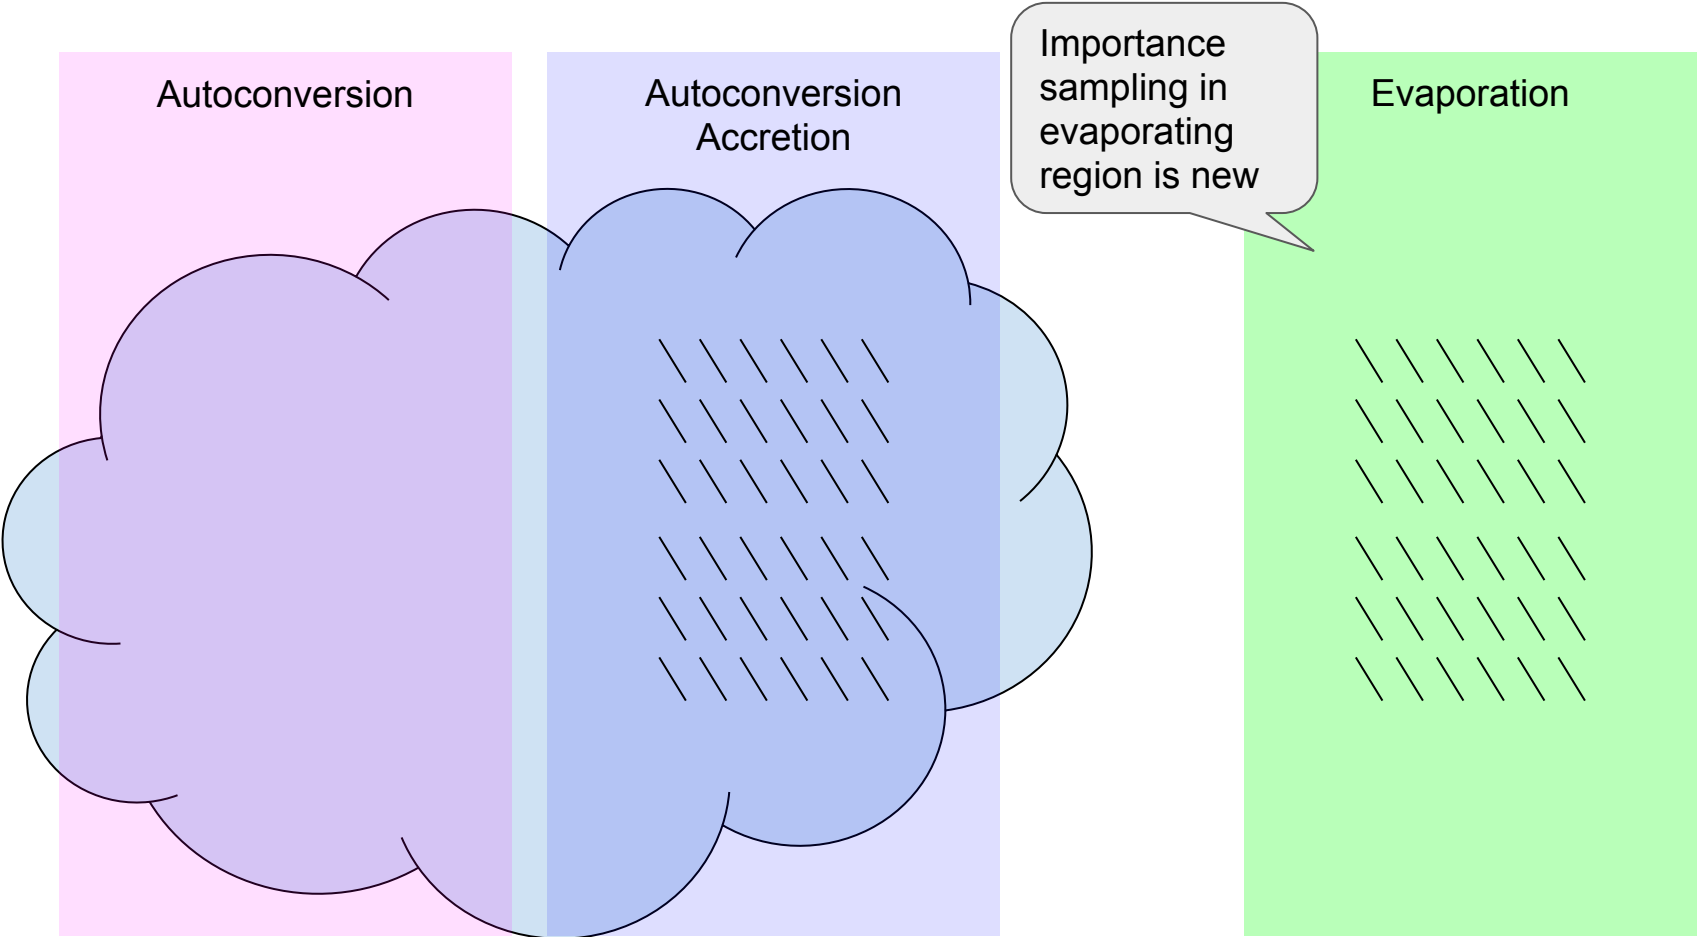 Autoconversion
Autoconversion
Accretion
Importance
sampling in
evaporating
region is new
Evaporation